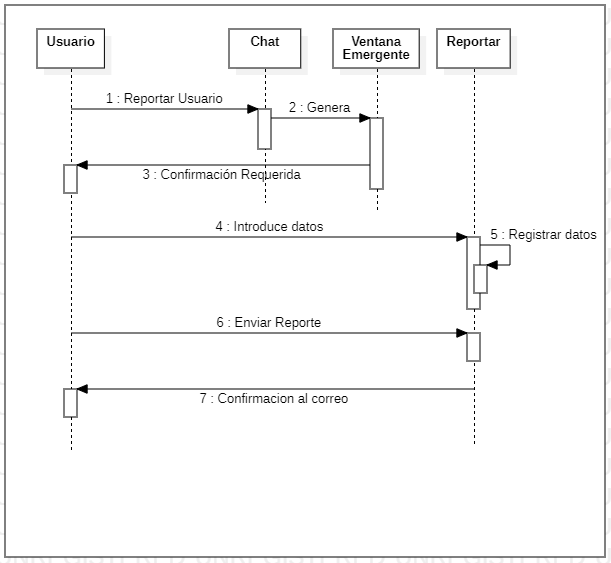 Usuario
Chat
Ventana
Emergente
Reportar
1 : Reportar Usuario
2 : Genera
3 : Confirmación Requerida
4 : Introduce datos
5 : Registrar datos
6 : Enviar Reporte
7 : Confirmacion al correo